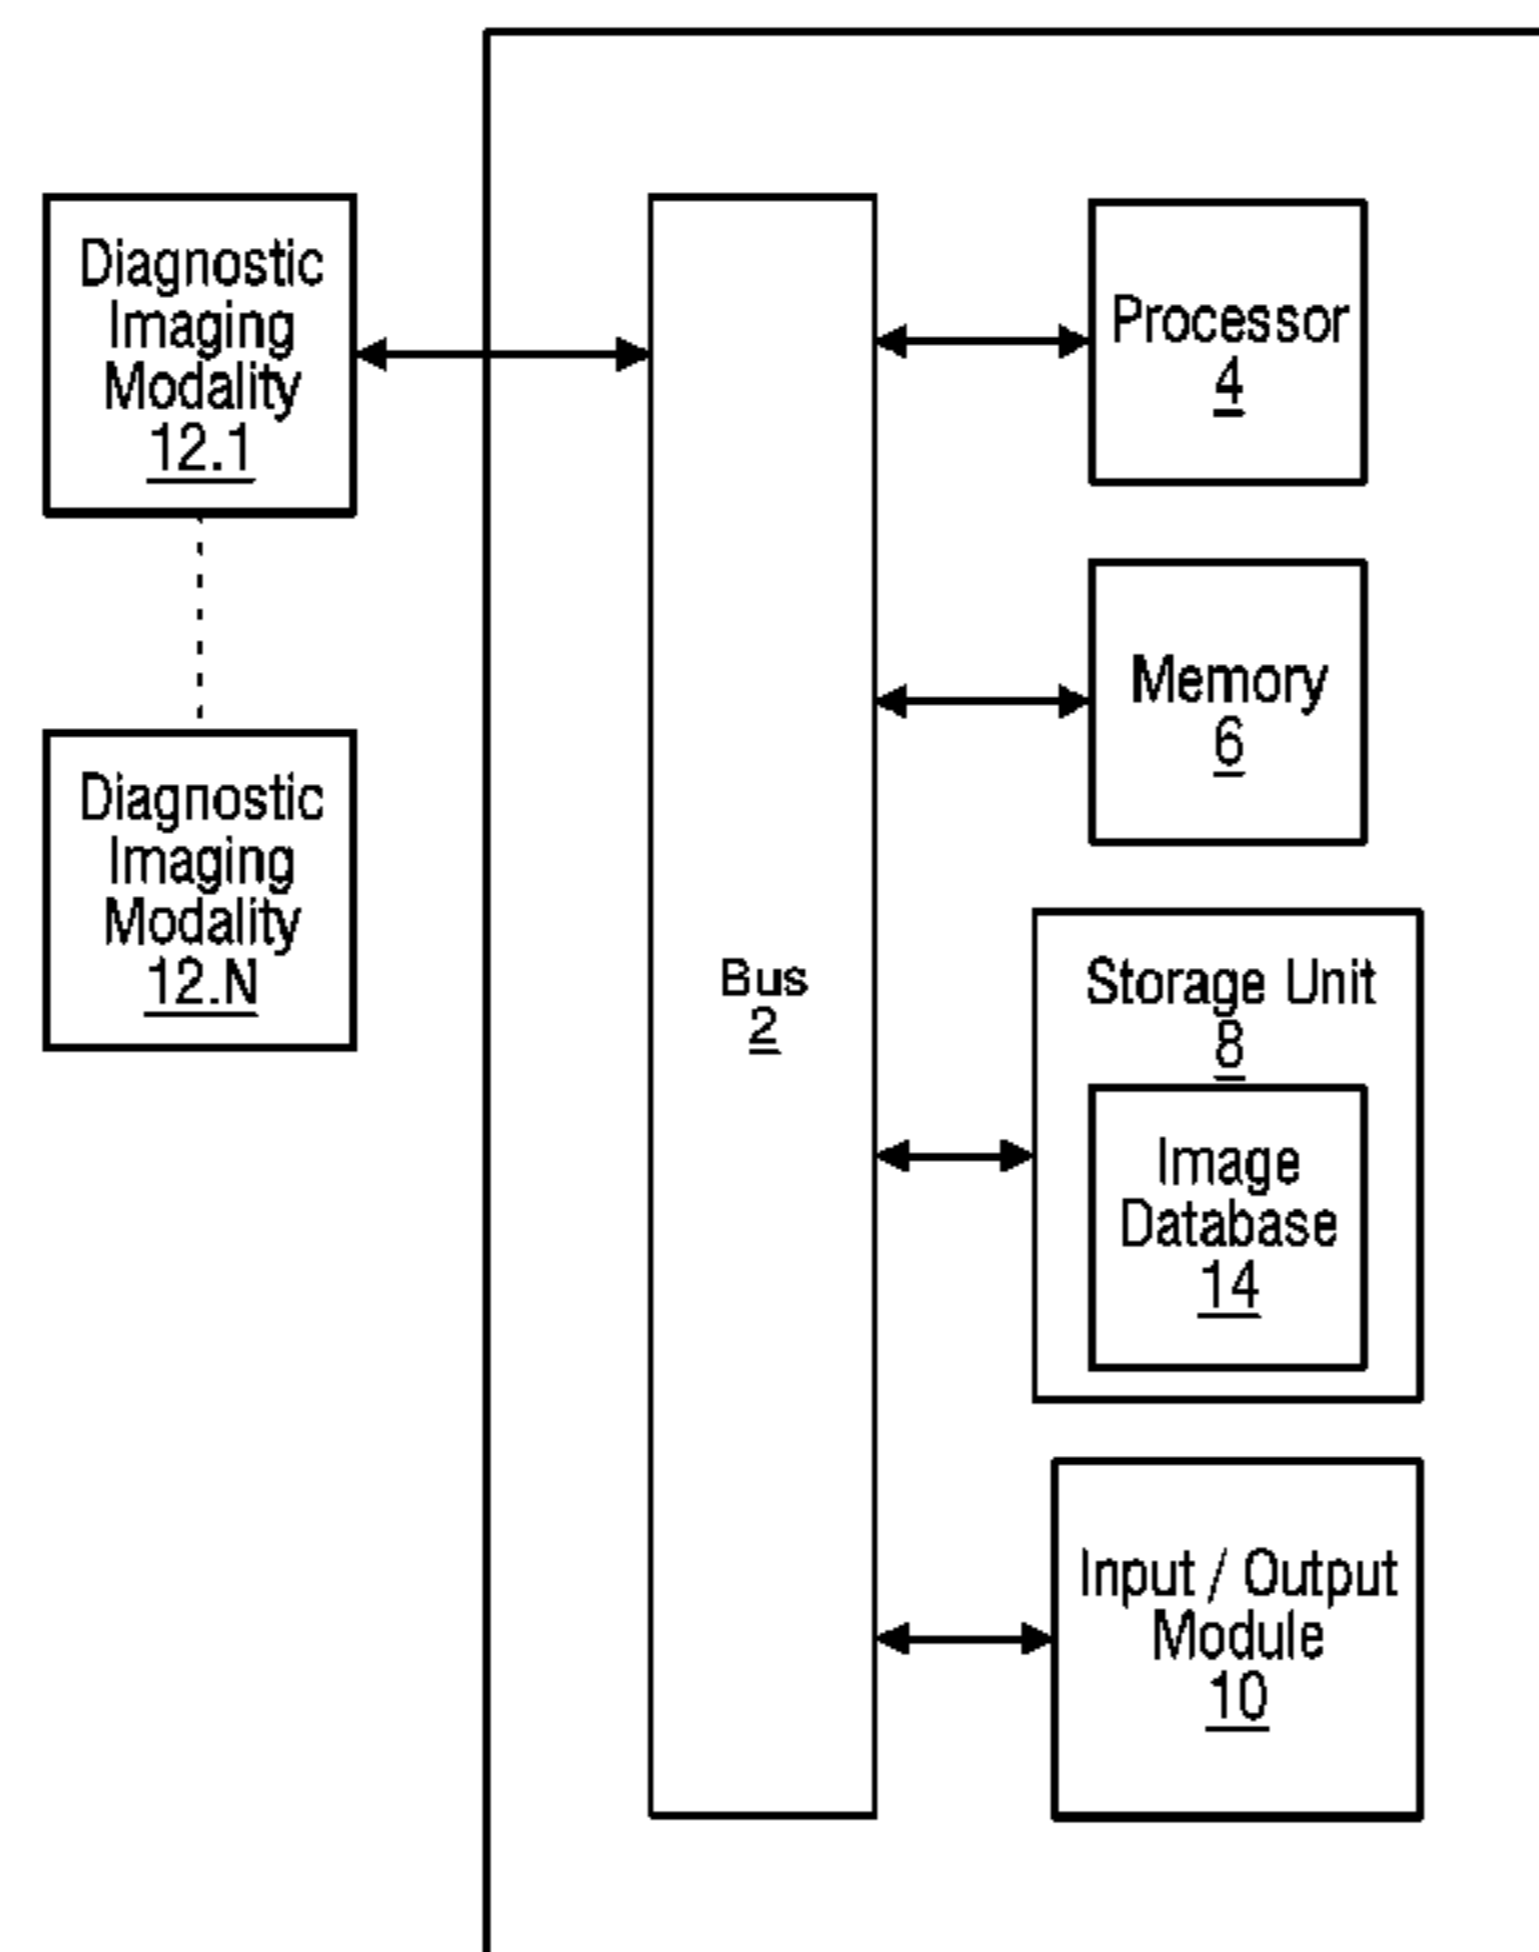 Diagnostic
Imaging
Modality
12.1
Diagnostic
Imaging
Modality
12.N
Bus
2
Processor
4
Memory
6
Storage Unit
8
Image
Database
14
Input / Output
Module
10